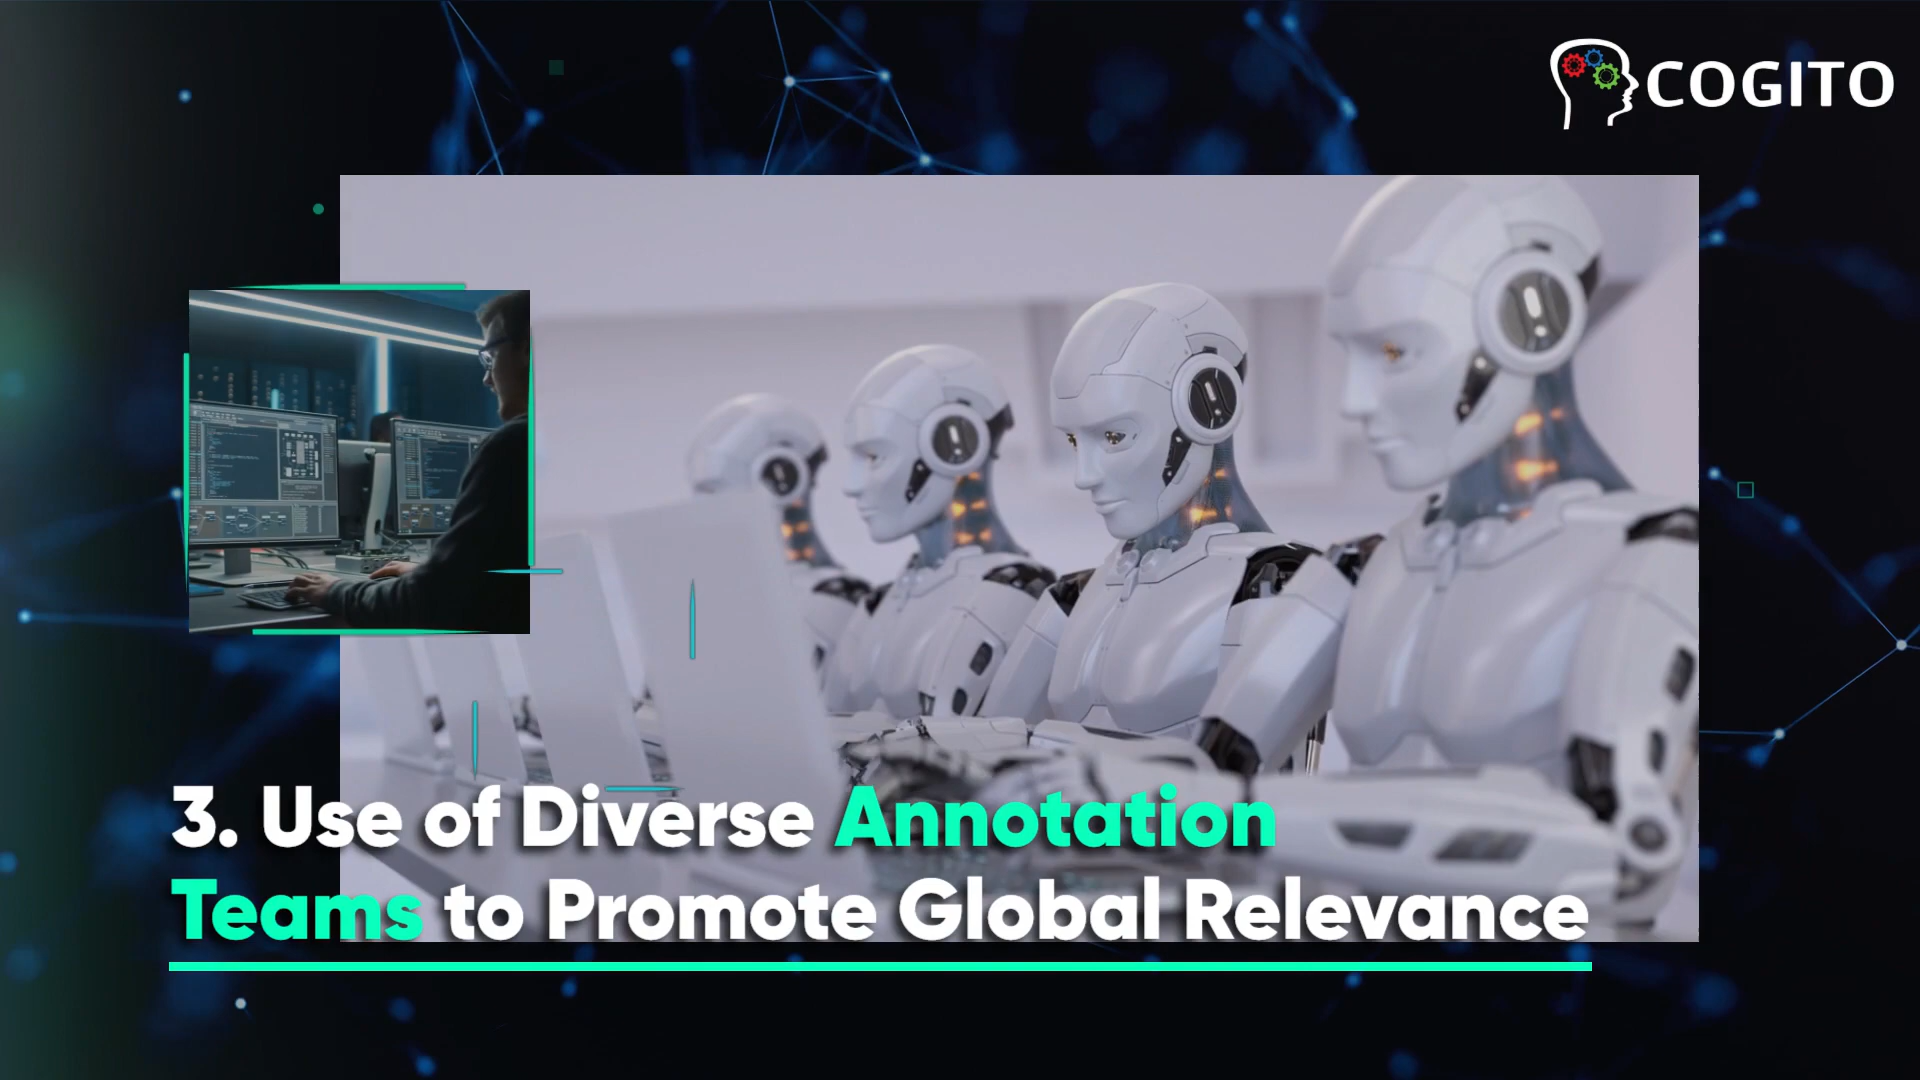 COGITO
3. Use of Diverse Annotation
Teams to Promote Global Relevance